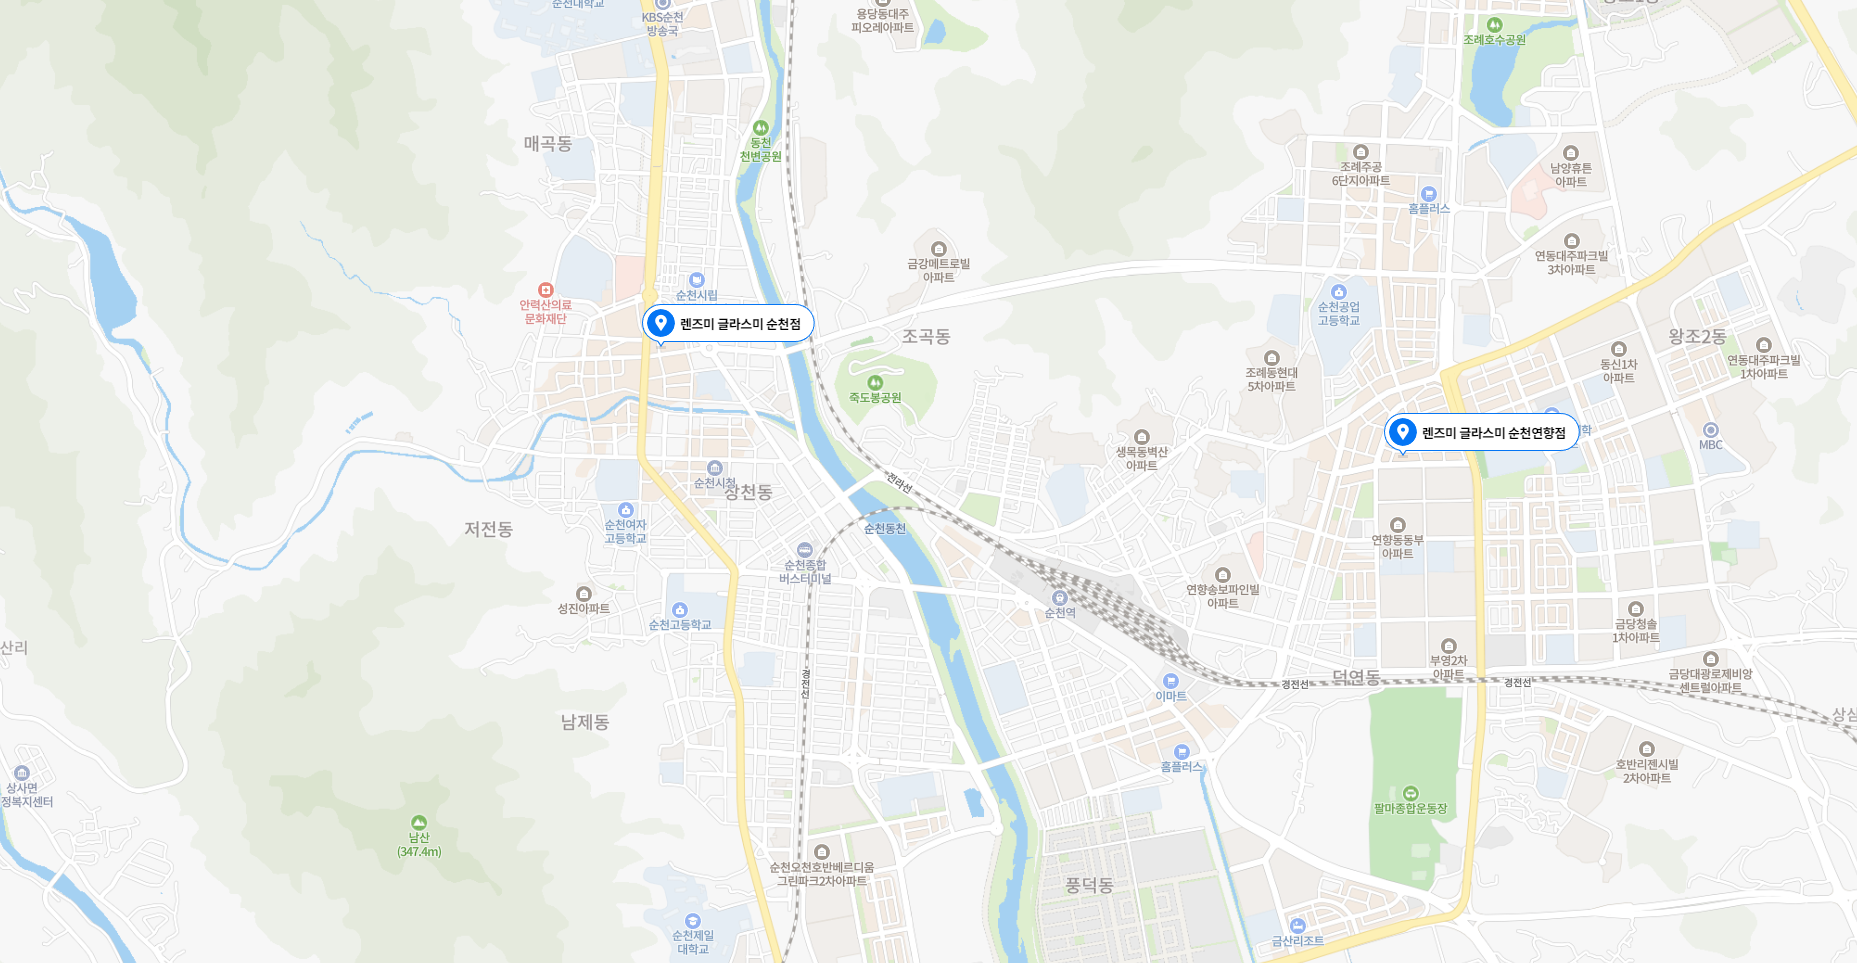 순천대학교
KBS순천
방송국
용당동대주
피오레아파트
조례호수공원
매곡동
동천
천변공원
조례주공
6단지아파트
남양휴튼
아파트
홈플러스
금강메트로빌
아파트
연동대주파크빌
3차아파트
안력산의료
문화재단
순천시립
순천공업
고등학교
렌즈미 글라스미 순천점
조곡동
왕조2동
조례동현대
5차아파트
동신1차
아파트
연동대주파크빌
1차아파트
죽도봉공원
렌즈미 글라스미 순천연향점
생목동벽산
아파트
MBC
순천시청
장천동
전라선
저전동
순천여자
고등학교
순천동천
연향동동부
아파트
순천종합
버스터미널
연향송보파인빌
아파트
성진아파트
순천역
순천고등학교
금당청솔
1차아파트
산리
부영2차
아파트
경전선
경전선
덕연동
경전선
금당대광로제비앙
센트럴아파트
이마트
남제동
상삼
홈플러스
호반리젠시빌
2차아파트
상사면
정복지센터
팔마종합운동장
남산
(347.4m)
순천오천호반베르디움
그린파크2차아파트
풍덕동
순천제일
대학교
금산리조트